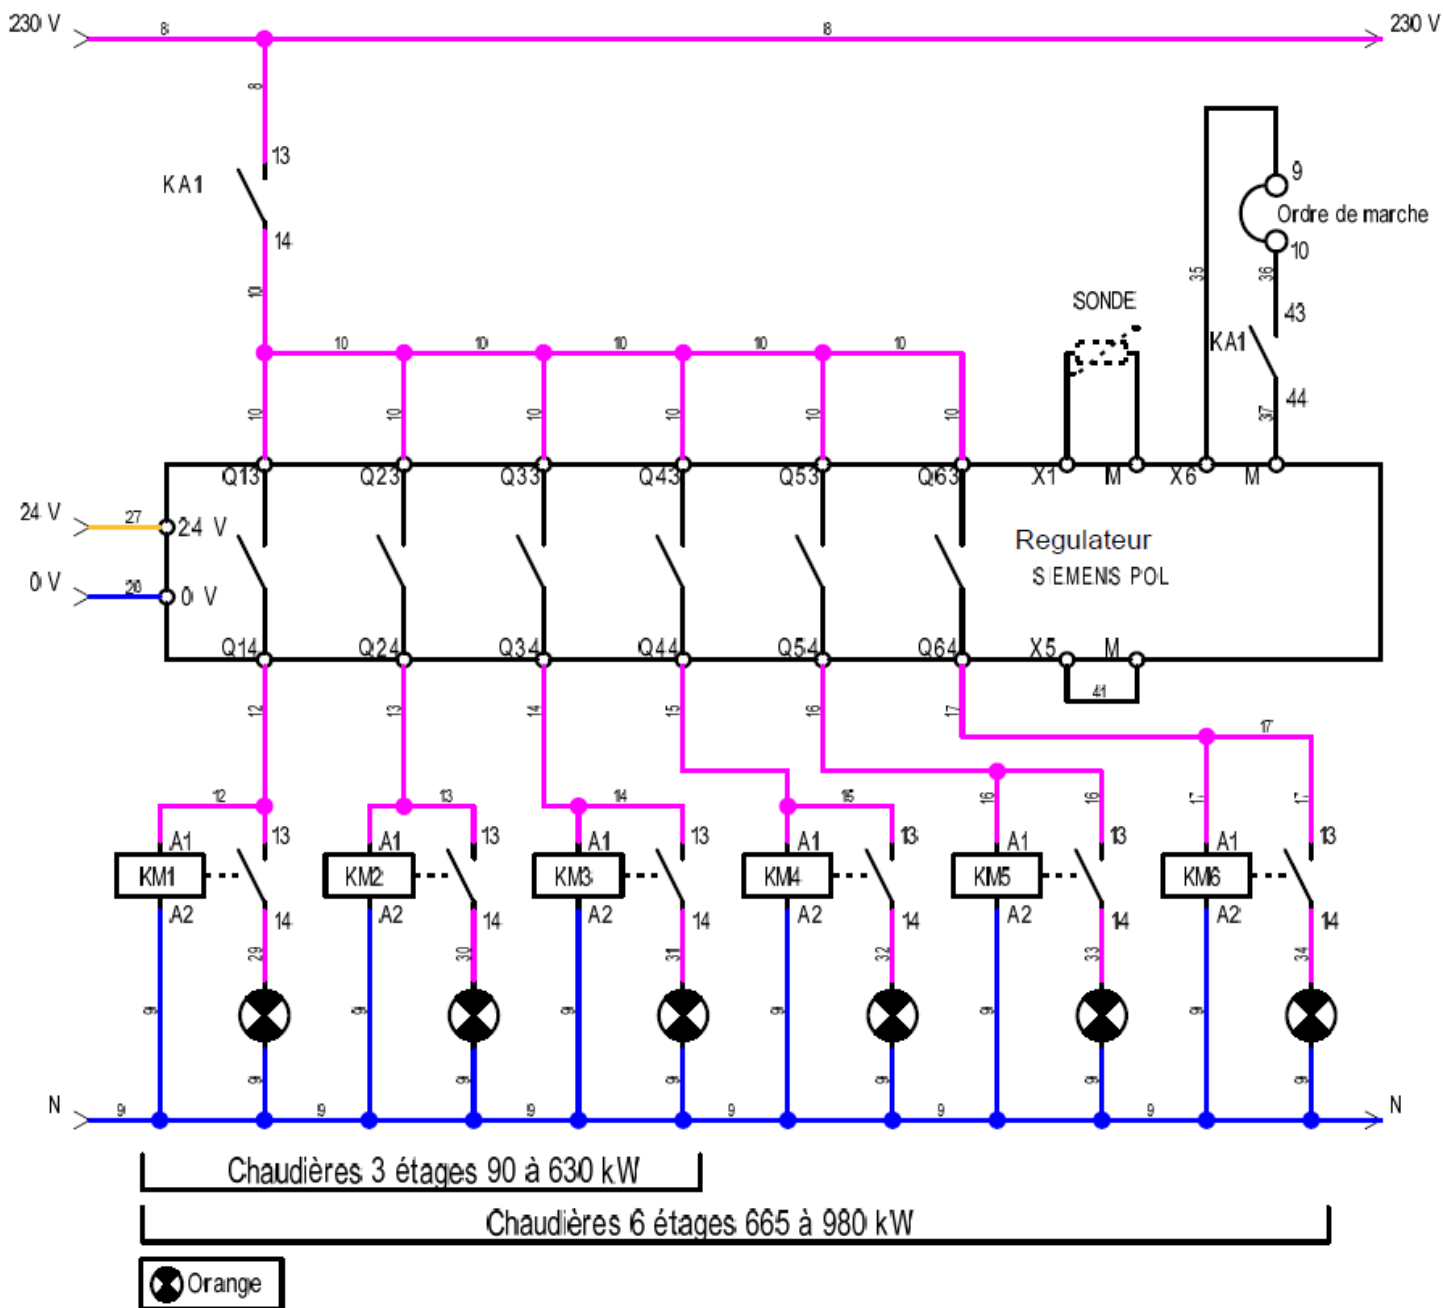 230 V 8 8 230 V
8
13 9
KA1 Ordre de marche
14 10
10 35 36
SONDE 43
10 10 10 10 10 KA1
44
10 10 10 10 10 10 37
Q13 Q23 Q33 Q43 Q53 Q63 X1 M X6 M
24 V 27 24 V
Regulateur
0 V 0 V
SIEMENS POL
Q14 Q24 Q34 Q44 Q54 Q64 X5 M
41
12 13 14 15 16 17
17
12 13 14 15 16 16 17 17
A1 13 A1 13 A1 13 A1 13 A1 13 A1 13
KM1 KM2 KM3 KM4 KM5 KM6
A2 14 A2 14 A2 14 A2 14 A2 14 A2 14
29 30 31 32 33 34
9 9 9 9 9 9
9 9 9 9 9 9
N 9 9 9 9 9 9 N
Chaudières 3 étages 90 à 630 kW
Chaudières 6 étages 665 à 980 kW
Orange